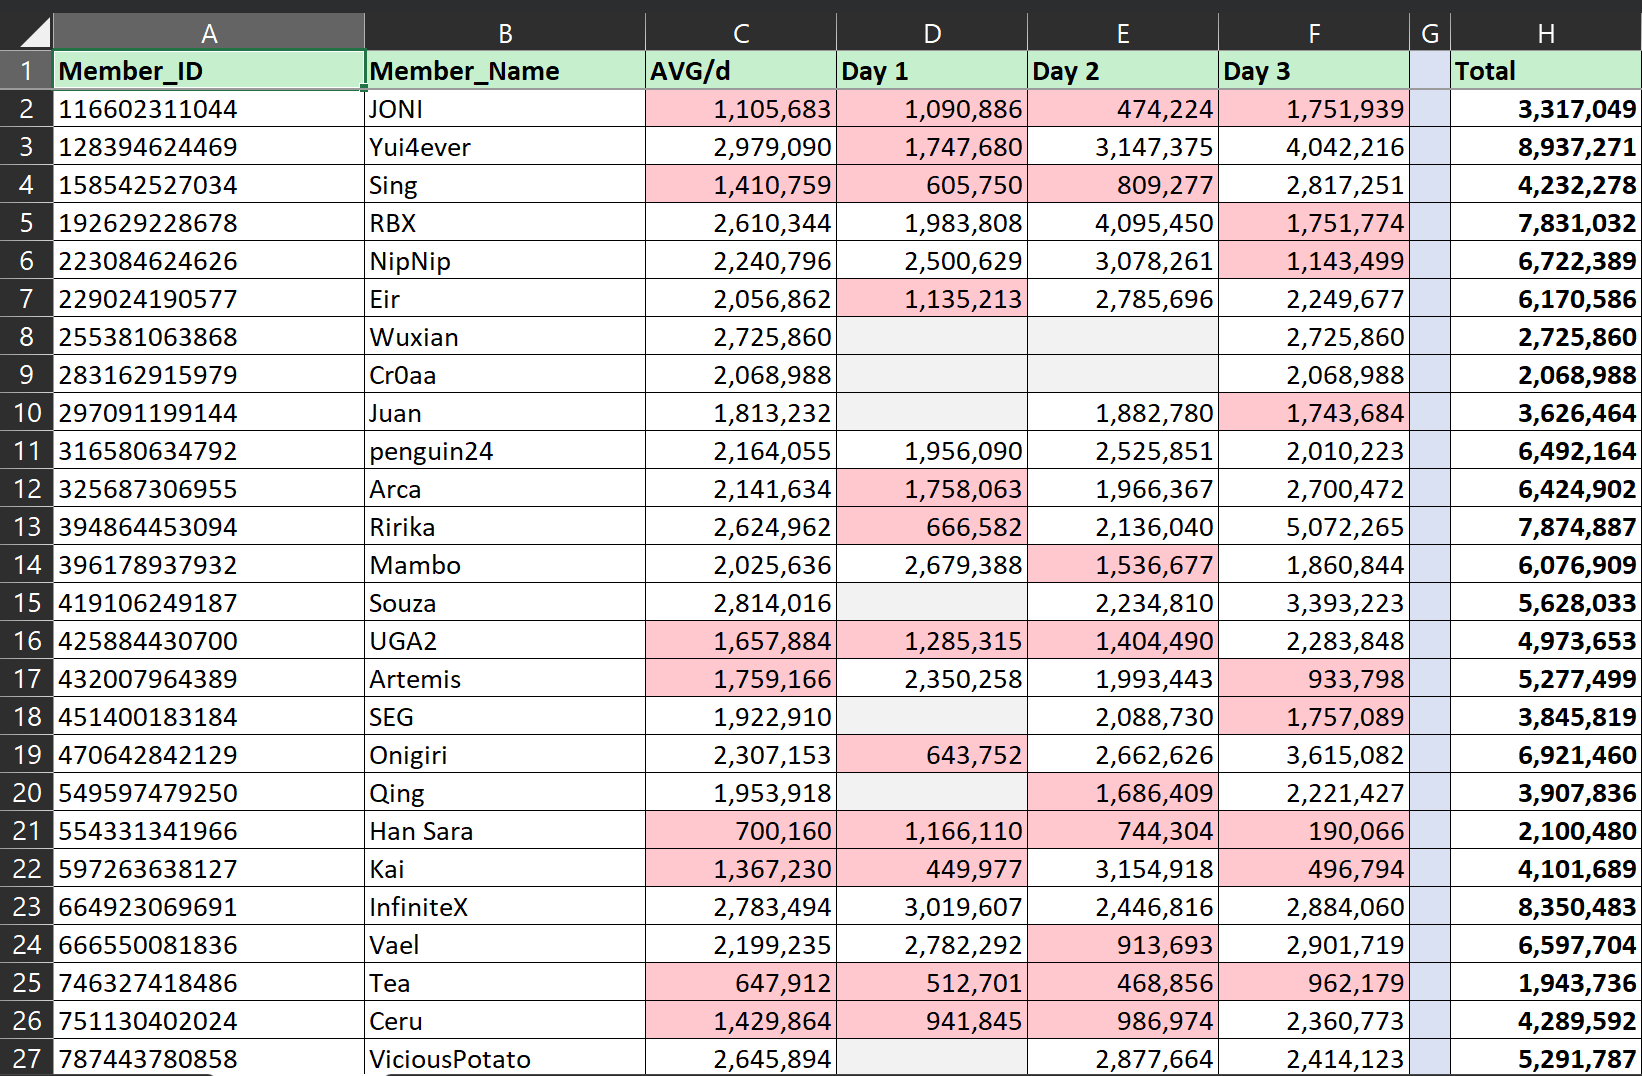 A B C D E F G H
1 Member_ID Member_Name AVG/d Day 1 Day 2 Day 3 Total
2 116602311044 JONI 1,105,683 1,090,886 474,224 1,751,939 3,317,049
3 128394624469 Yui4ever 2,979,090 1,747,680 3,147,375 4,042,216 8,937,271
4 158542527034 Sing 1,410,759 605,750 809,277 2,817,251 4,232,278
5 192629228678 RBX 2,610,344 1,983,808 4,095,450 1,751,774 7,831,032
6 223084624626 NipNip 2,240,796 2,500,629 3,078,261 1,143,499 6,722,389
7 229024190577 Eir 2,056,862 1,135,213 2,785,696 2,249,677 6,170,586
8 255381063868 Wuxian 2,725,860 2,725,860 2,725,860
9 283162915979 Cr0aa 2,068,988 2,068,988 2,068,988
10 297091199144 Juan 1,813,232 1,882,780 1,743,684 3,626,464
11 316580634792 penguin24 2,164,055 1,956,090 2,525,851 2,010,223 6,492,164
12 325687306955 Arca 2,141,634 1,758,063 1,966,367 2,700,472 6,424,902
13 394864453094 Ririka 2,624,962 666,582 2,136,040 5,072,265 7,874,887
14 396178937932 Mambo 2,025,636 2,679,388 1,536,677 1,860,844 6,076,909
15 419106249187 Souza 2,814,016 2,234,810 3,393,223 5,628,033
16 425884430700 UGA2 1,657,884 1,285,315 1,404,490 2,283,848 4,973,653
17 432007964389 Artemis 1,759,166 2,350,258 1,993,443 933,798 5,277,499
18 451400183184 SEG 1,922,910 2,088,730 1,757,089 3,845,819
19 470642842129 Onigiri 2,307,153 643,752 2,662,626 3,615,082 6,921,460
20 549597479250 Qing 1,953,918 1,686,409 2,221,427 3,907,836
21 554331341966 Han Sara 700,160 1,166,110 744,304 190,066 2,100,480
22 597263638127 Kai 1,367,230 449,977 3,154,918 496,794 4,101,689
23 664923069691 InfiniteX 2,783,494 3,019,607 2,446,816 2,884,060 8,350,483
24 666550081836 Vael 2,199,235 2,782,292 913,693 2,901,719 6,597,704
25 746327418486 Tea 647,912 512,701 468,856 962,179 1,943,736
26 751130402024 Ceru 1,429,864 941,845 986,974 2,360,773 4,289,592
27 787443780858 ViciousPotato 2,645,894 2,877,664 2,414,123 5,291,787